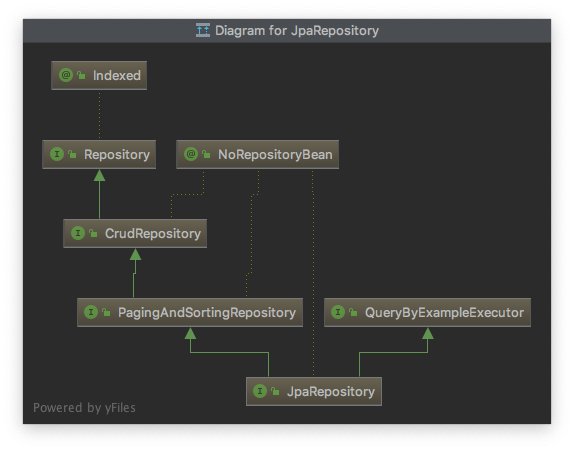 Diagram for JpaRepository
@ Indexed
I Repository
@ NoRepositoryBean
I CrudRepository
I PagingAndSortingRepository
I QueryByExampleExecutor
I JpaRepository
Powered by yFiles